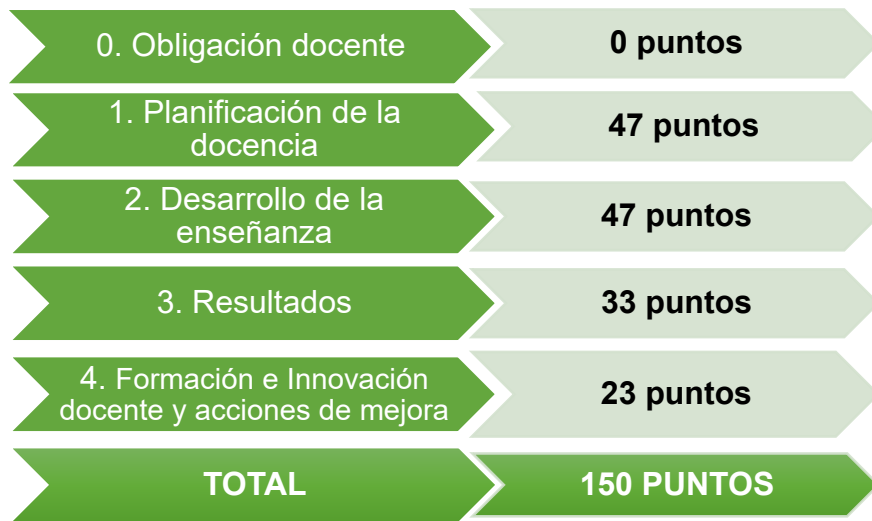 0. Obligación docente
0 puntos
1. Planificación de la
docencia
47 puntos
2. Desarrollo de la
enseñanza
47 puntos
3. Resultados
33 puntos
4. Formación e Innovación
docente y acciones de mejora
23 puntos
TOTAL
150 PUNTOS